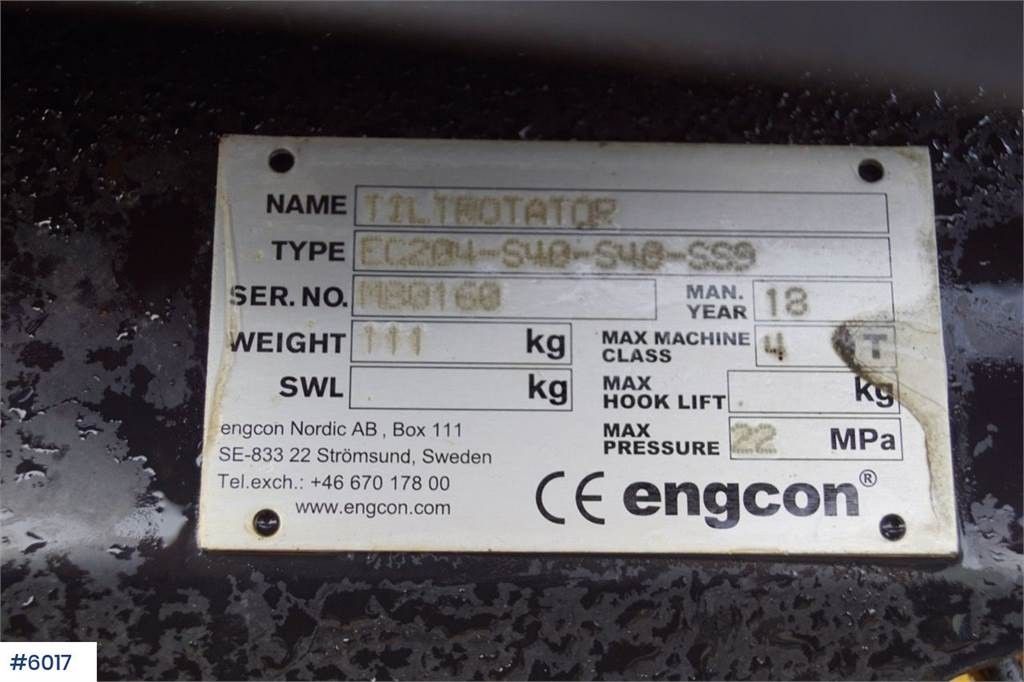 NAME TILTROTATOR
TYPE EC204-S40-S40-SS9
SER. NO. M80160 MAN. YEAR 18
WEIGHT 111 kg MAX MACHINE CLASS 4 T
SWL kg MAX HOOK LIFT kg
MAX PRESSURE 22 MPa
engcon Nordic AB , Box 111
SE-833 22 Strömsund, Sweden
Tel.exch.: +46 670 178 00
www.engcon.com
CE engcon®
#6017